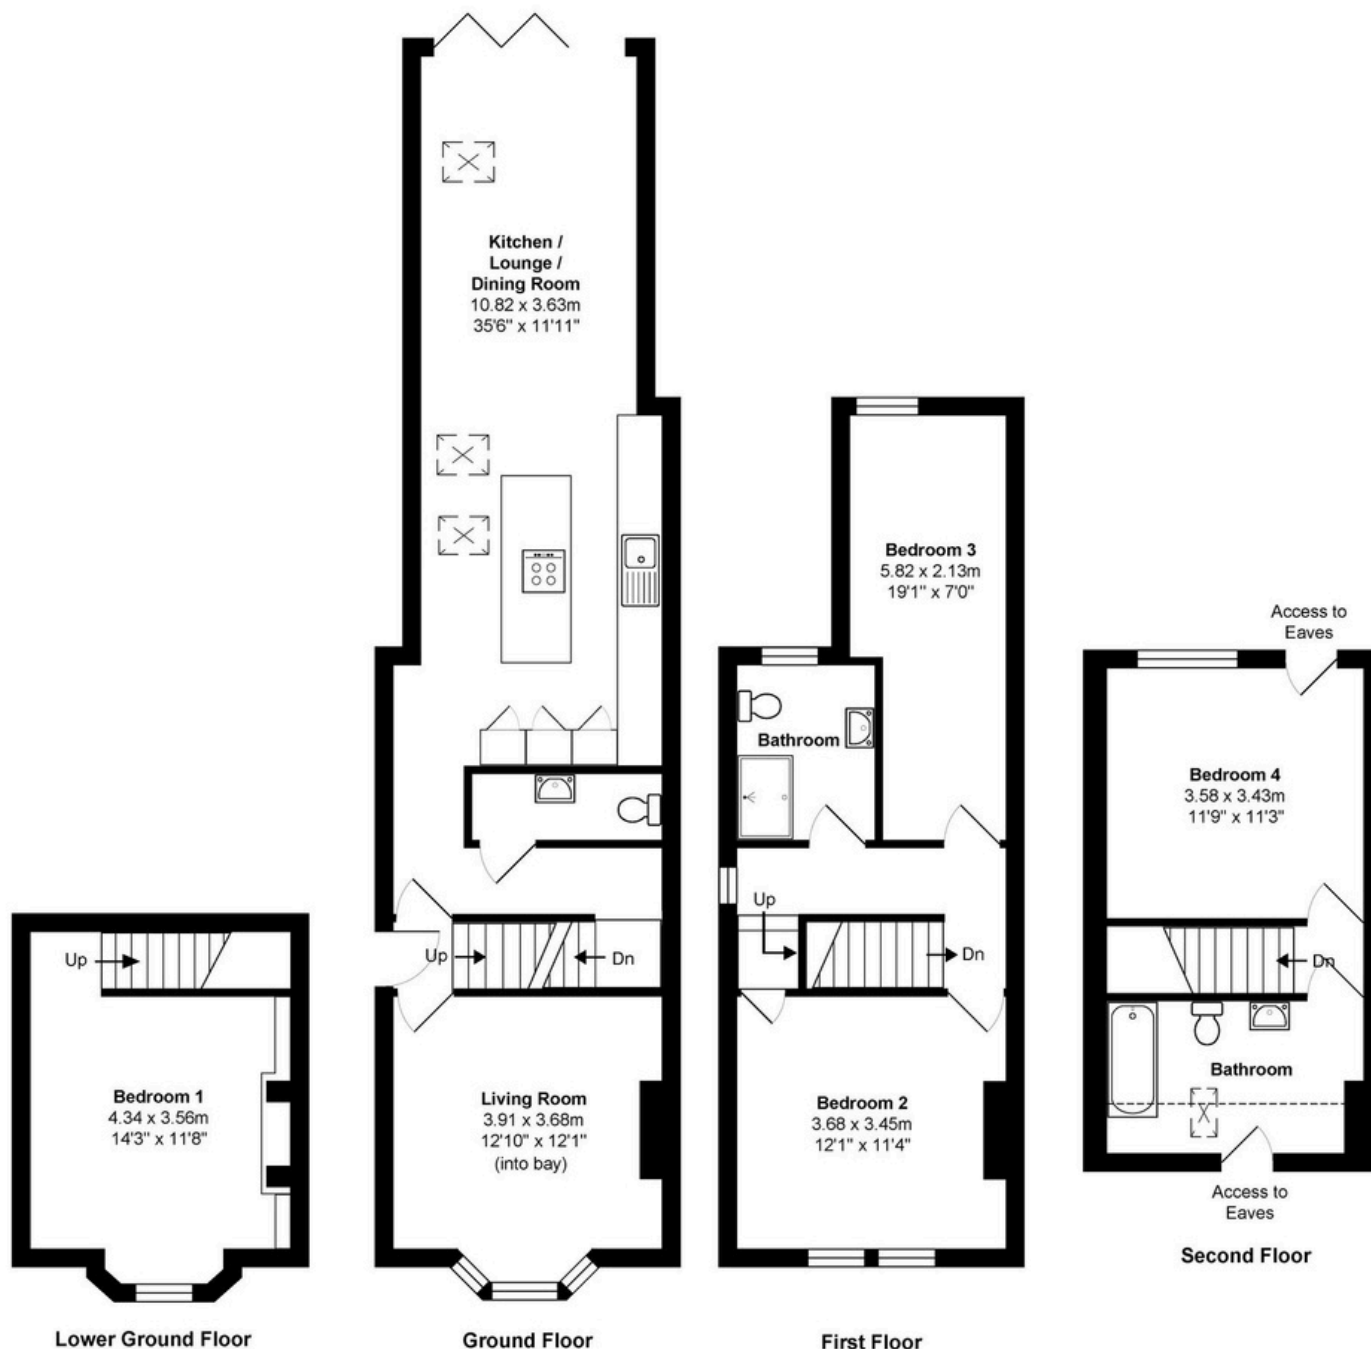 Kitchen /
Lounge /
Dining Room
10.82 x 3.63m
35'6" x 11'11"
Bedroom 3
5.82 x 2.13m
19'1" x 7'0"
Access to
Eaves
Bathroom
Bedroom 4
3.58 x 3.43m
11'9" x 11'3"
Up
Up
Up
Dn
Dn
Dn
Bedroom 1
4.34 x 3.56m
14'3" x 11'8"
Living Room
3.91 x 3.68m
12'10" x 12'1"
(into bay)
Bedroom 2
3.68 x 3.45m
12'1" x 11'4"
Bathroom
Access to
Eaves
Second Floor
Lower Ground Floor
Ground Floor
First Floor